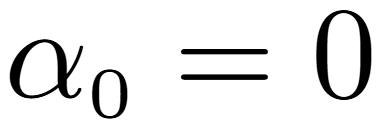 α₀ = 0